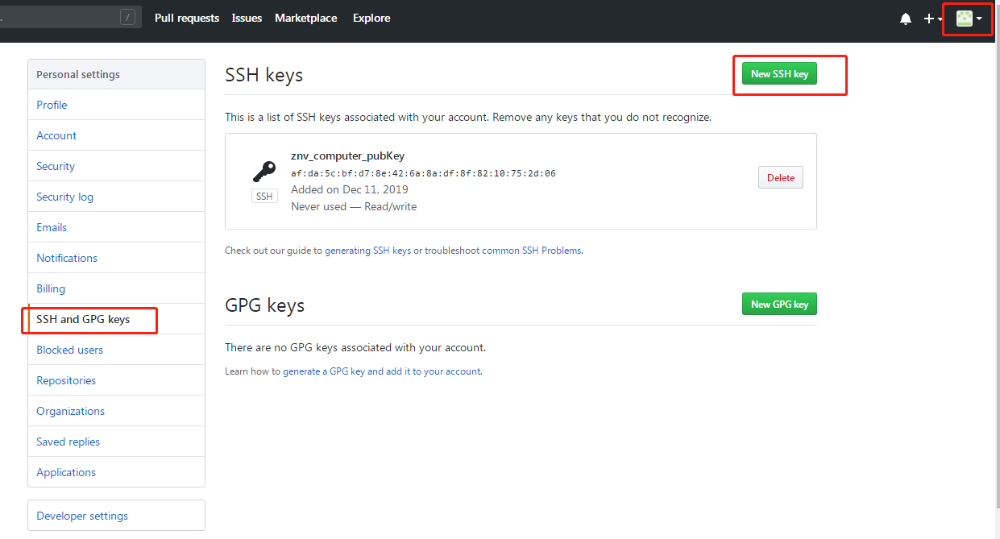 .
/
Pull requests Issues Marketplace Explore
Personal settings
Profile
Account
Security
Security log
Emails
Notifications
Billing
SSH and GPG keys
Blocked users
Repositories
Organizations
Saved replies
Applications
Developer settings
SSH keys
New SSH key
This is a list of SSH keys associated with your account. Remove any keys that you do not recognize.
SSH
znv_computer_pubKey
af:da:5c:bf:d7:8e:42:6a:8a:df:8f:82:10:75:2d:06
Added on Dec 11, 2019
Never used — Read/write
Delete
Check out our guide to generating SSH keys or troubleshoot common SSH Problems.
GPG keys
New GPG key
There are no GPG keys associated with your account.
Learn how to generate a GPG key and add it to your account.